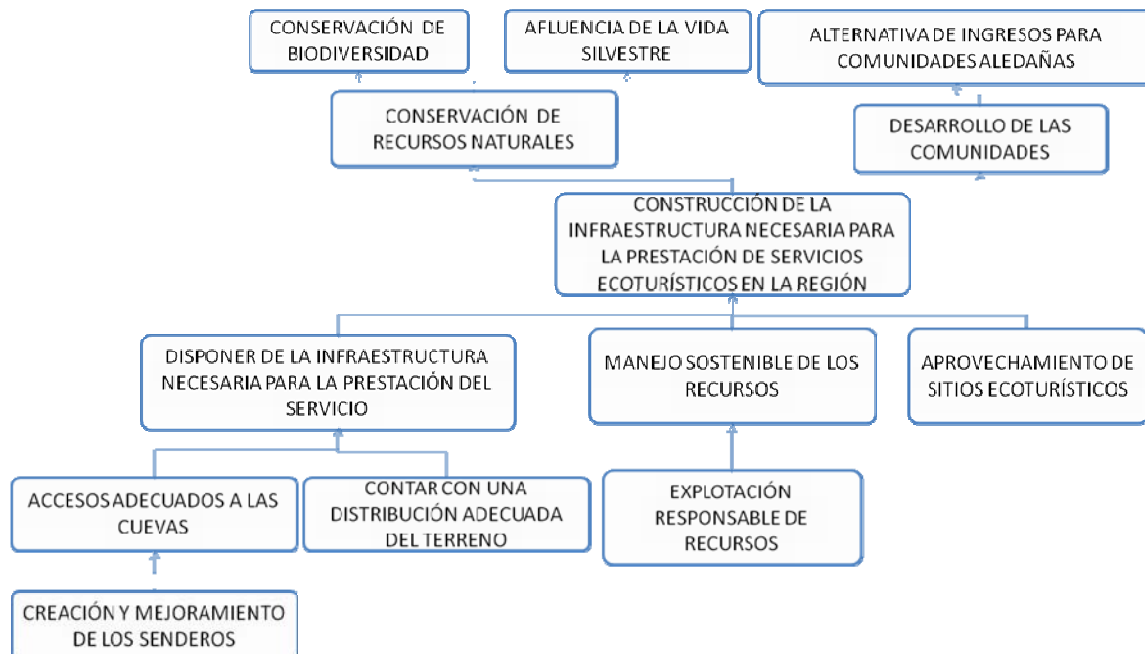 CONSERVACIÓN DE
BIODIVERSIDAD
AFLUENCIA DE LA VIDA
SILVESTRE
ALTERNATIVA DE INGRESOS PARA
COMUNIDADES ALEDAÑAS
CONSERVACIÓN DE
RECURSOS NATURALES
DESARROLLO DE LAS
COMUNIDADES
CONSTRUCCIÓN DE LA
INFRAESTRUCTURA NECESARIA PARA
LA PRESTACIÓN DE SERVICIOS
ECOTURÍSTICOS EN LA REGIÓN
DISPONER DE LA INFRAESTRUCTURA
NECESARIA PARA LA PRESTACIÓN DEL
SERVICIO
MANEJO SOSTENIBLE DE LOS
RECURSOS
APROVECHAMIENTO DE
SITIOS ECOTURÍSTICOS
ACCESOS ADECUADOS A LAS
CUEVAS
CONTAR CON UNA
DISTRIBUCIÓN ADECUADA
DEL TERRENO
EXPLOTACIÓN
RESPONSABLE DE
RECURSOS
CREACIÓN Y MEJORAMIENTO
DE LOS SENDEROS